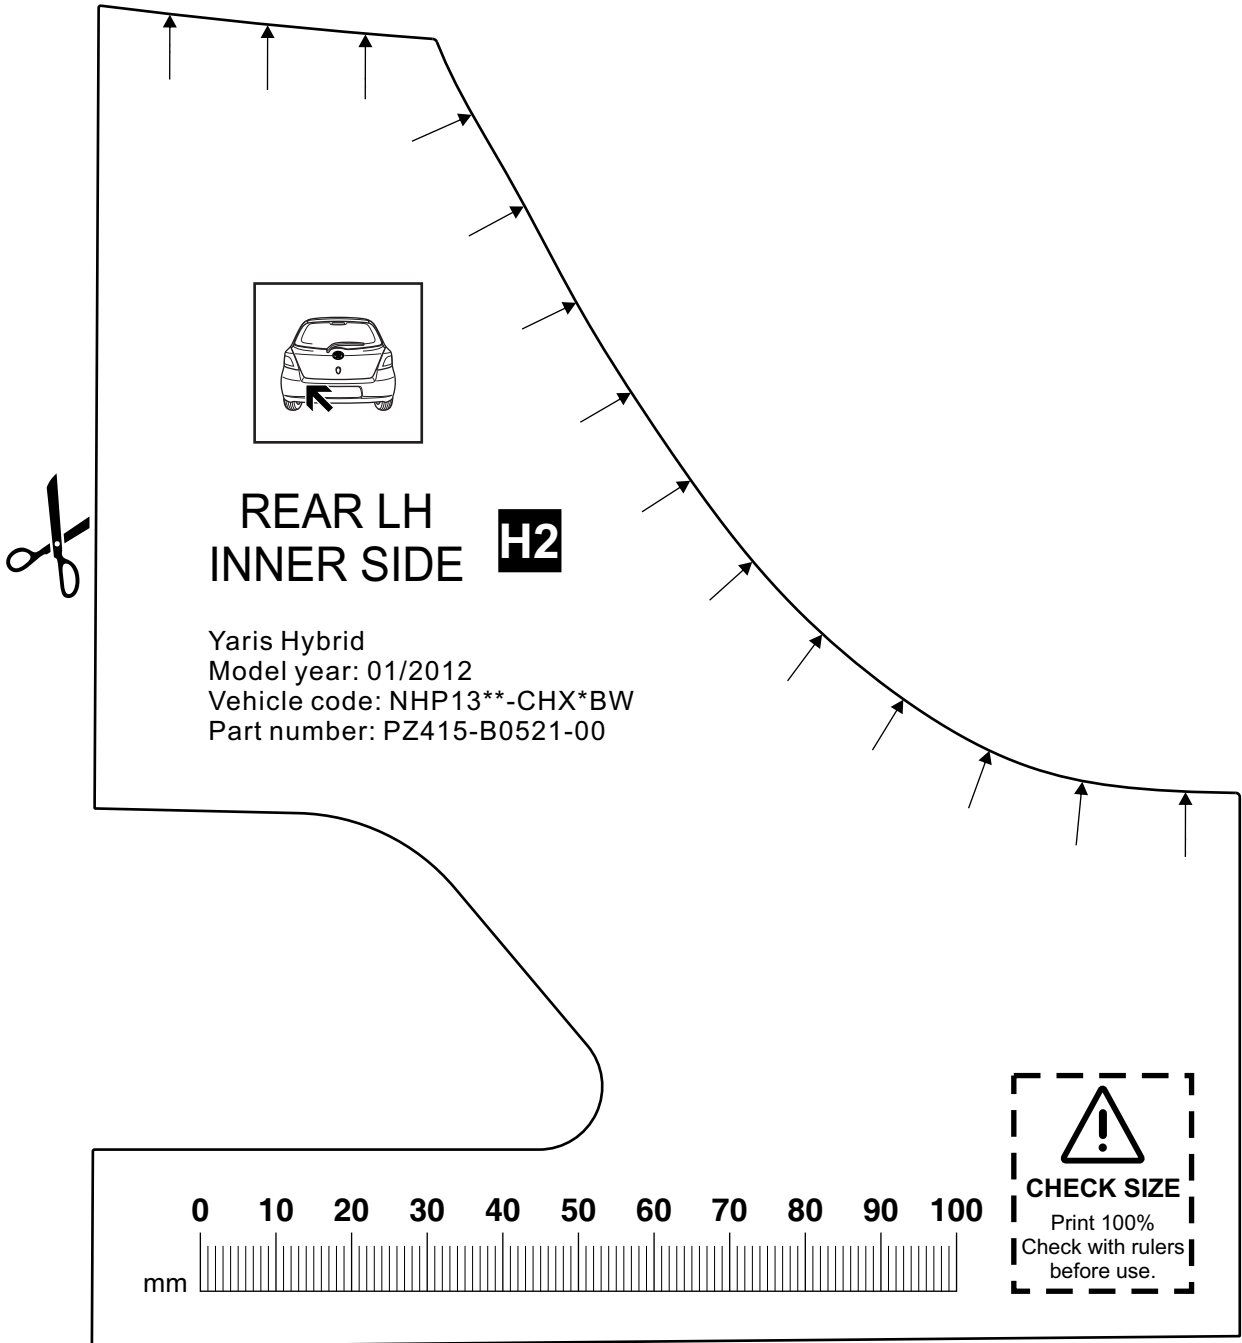 REAR LH
INNER SIDE
H2
Yaris Hybrid
Model year: 01/2012
Vehicle code: NHP13**-CHX*BW
Part number: PZ415-B0521-00
CHECK SIZE
Print 100%
Check with rulers
before use.
0 10 20 30 40 50 60 70 80 90 100
mm